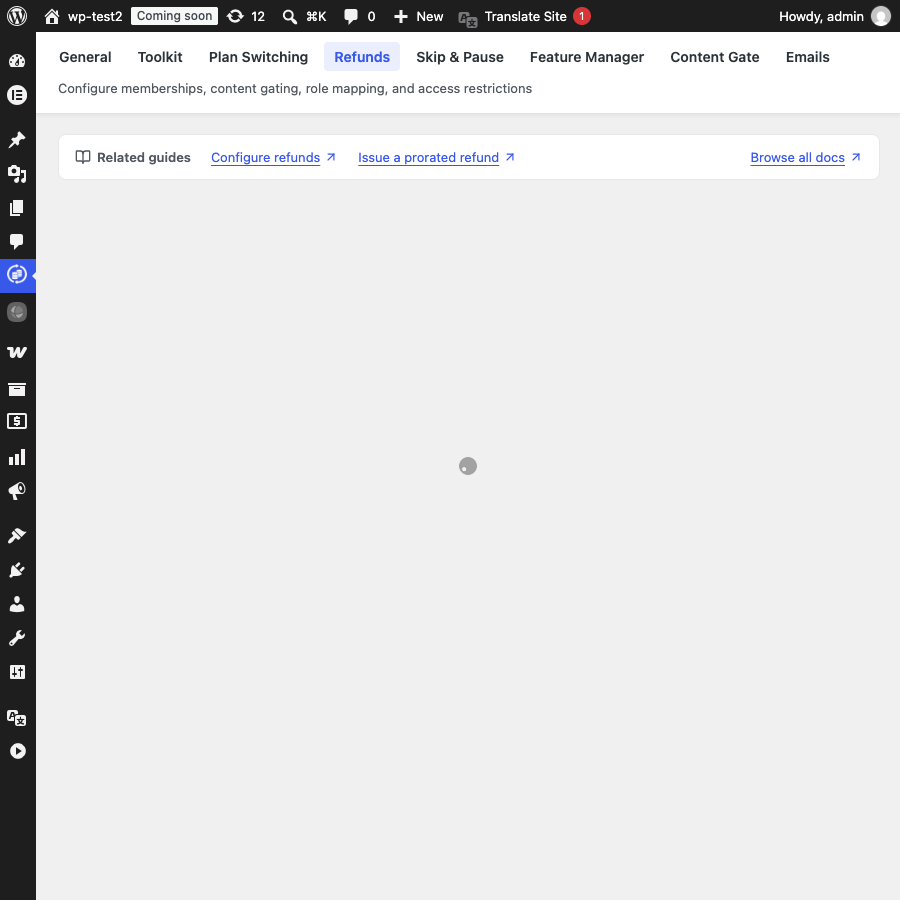 wp-test2 Coming soon 12 ⌘K 0 New Translate Site 1 Howdy, admin
General Toolkit Plan Switching Refunds Skip & Pause Feature Manager Content Gate Emails
Configure memberships, content gating, role mapping, and access restrictions
Related guides Configure refunds Issue a prorated refund Browse all docs